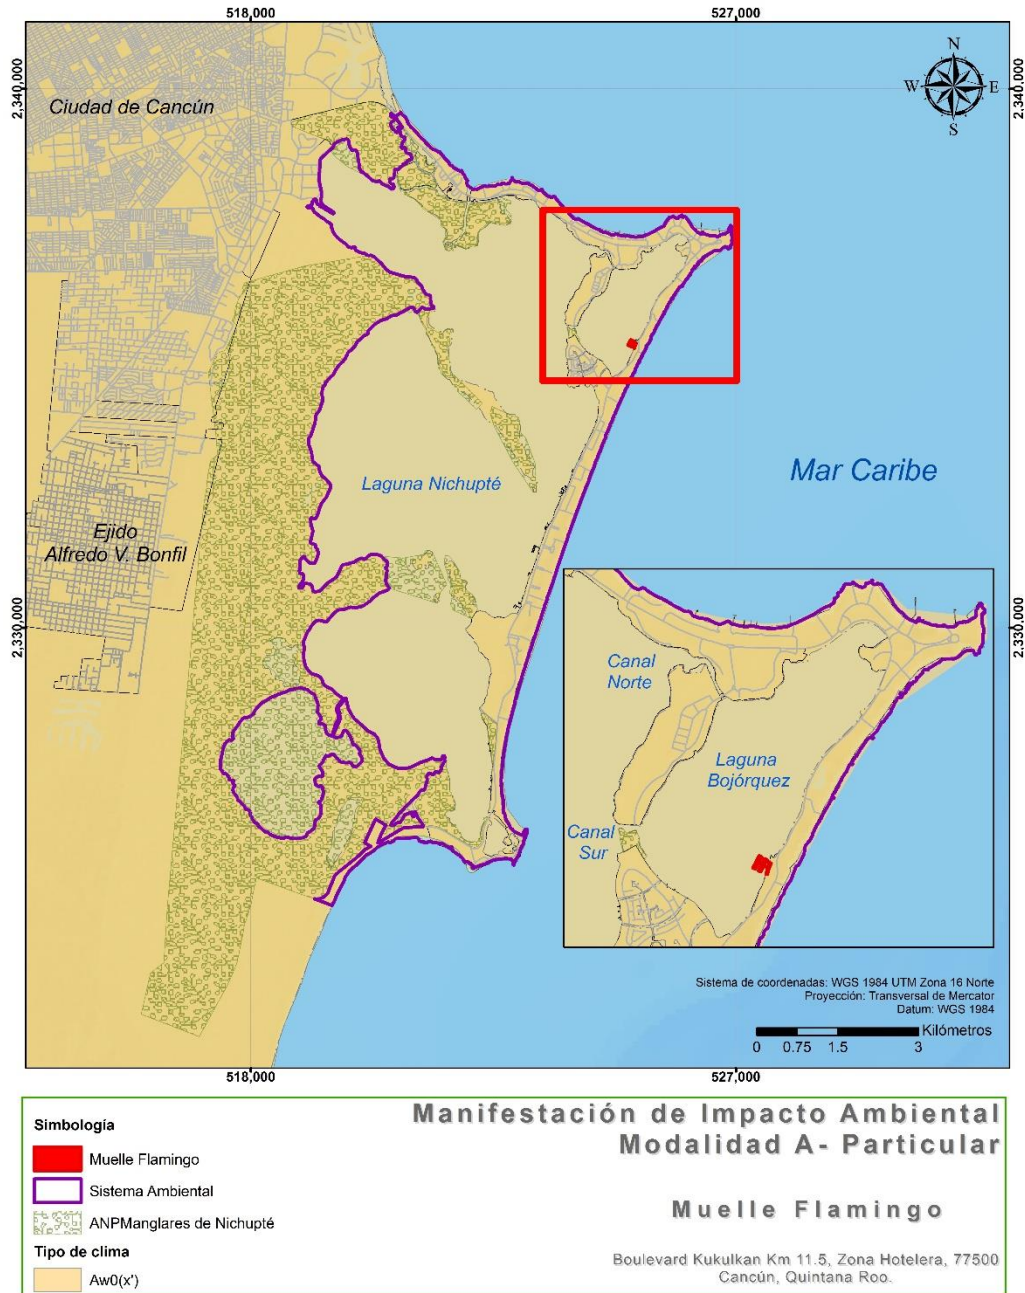 518,000
527,000
N
W
E
S
2,340,000
2,340,000
Ciudad de Cancún
Mar Caribe
Laguna Nichupté
Ejido
Alfredo V. Bonfil
2,330,000
2,330,000
Canal
Norte
Laguna
Bojórquez
Canal
Sur
Sistema de coordenadas: WGS 1984 UTM Zona 16 Norte
Proyección: Transversal de Mercator
Datum: WGS 1984
Kilómetros
0 0.75 1.5 3
518,000
527,000
Simbología
Muelle Flamingo
Sistema Ambiental
ANPManglares de Nichupté
Tipo de clima
Aw0(x')
Manifestación de Impacto Ambiental
Modalidad A- Particular
Muelle Flamingo
Boulevard Kukulkan Km 11.5, Zona Hotelera, 77500
Cancún, Quintana Roo.